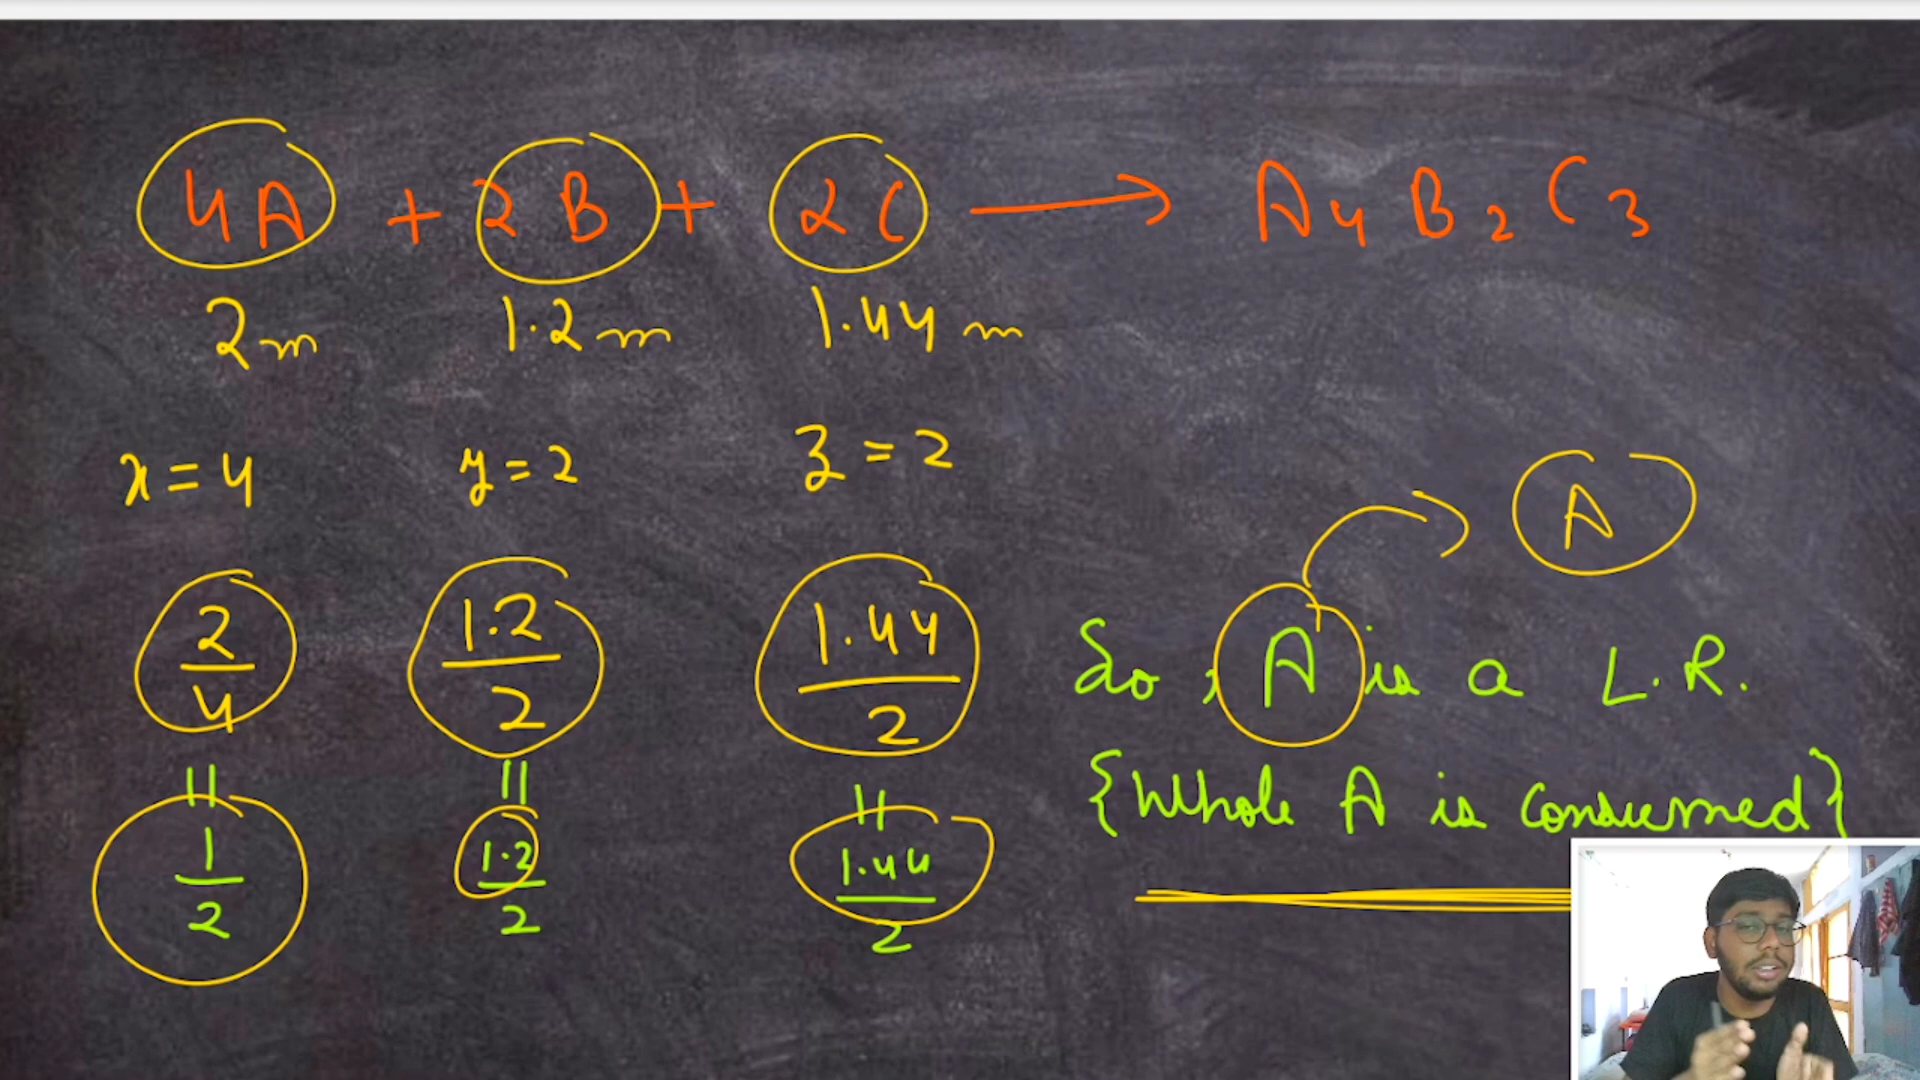 4A + 2B + 2C → A4B2C3
2m 1.2m 1.44m
x=4 y=2 z=2
A
2/4 1.2/2 1.44/2
So, A is a L.R.
|| || ||
{Whole A is consumed}
1/2 1.2/2 1.44/2